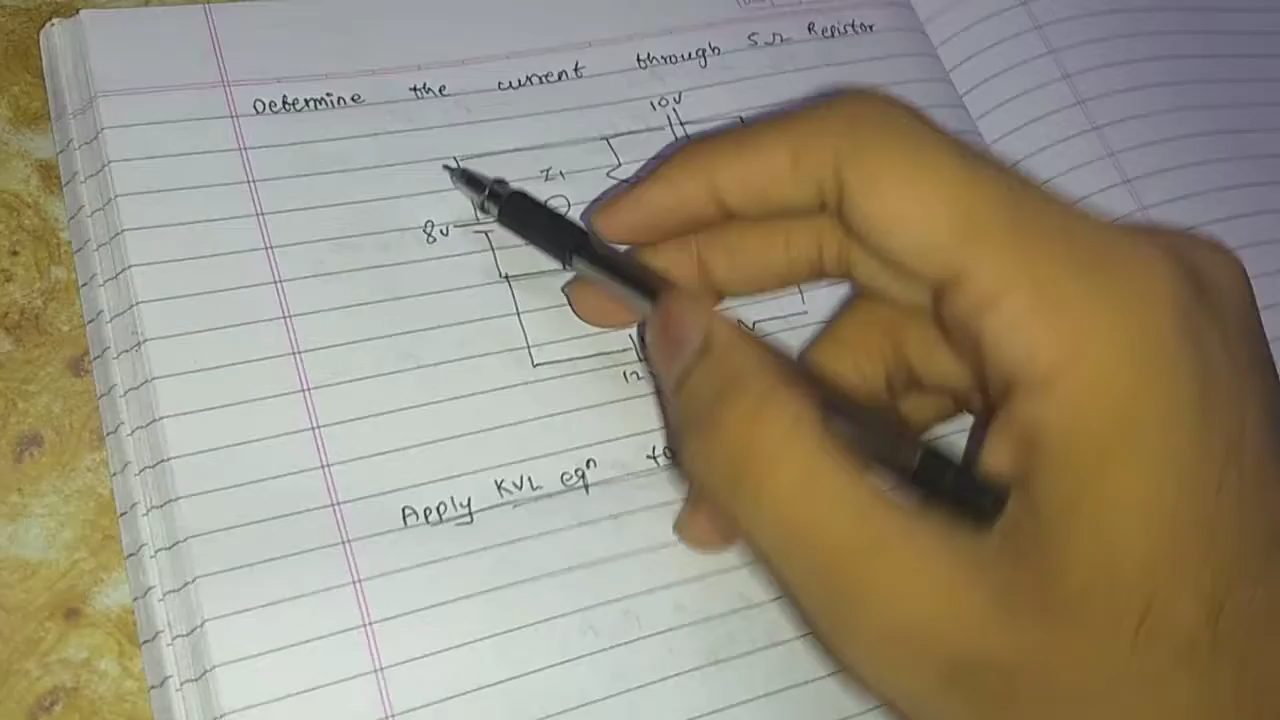 Determine the current through 5Ω Resistor
10V
I1
8V
12
Apply KVL eqn